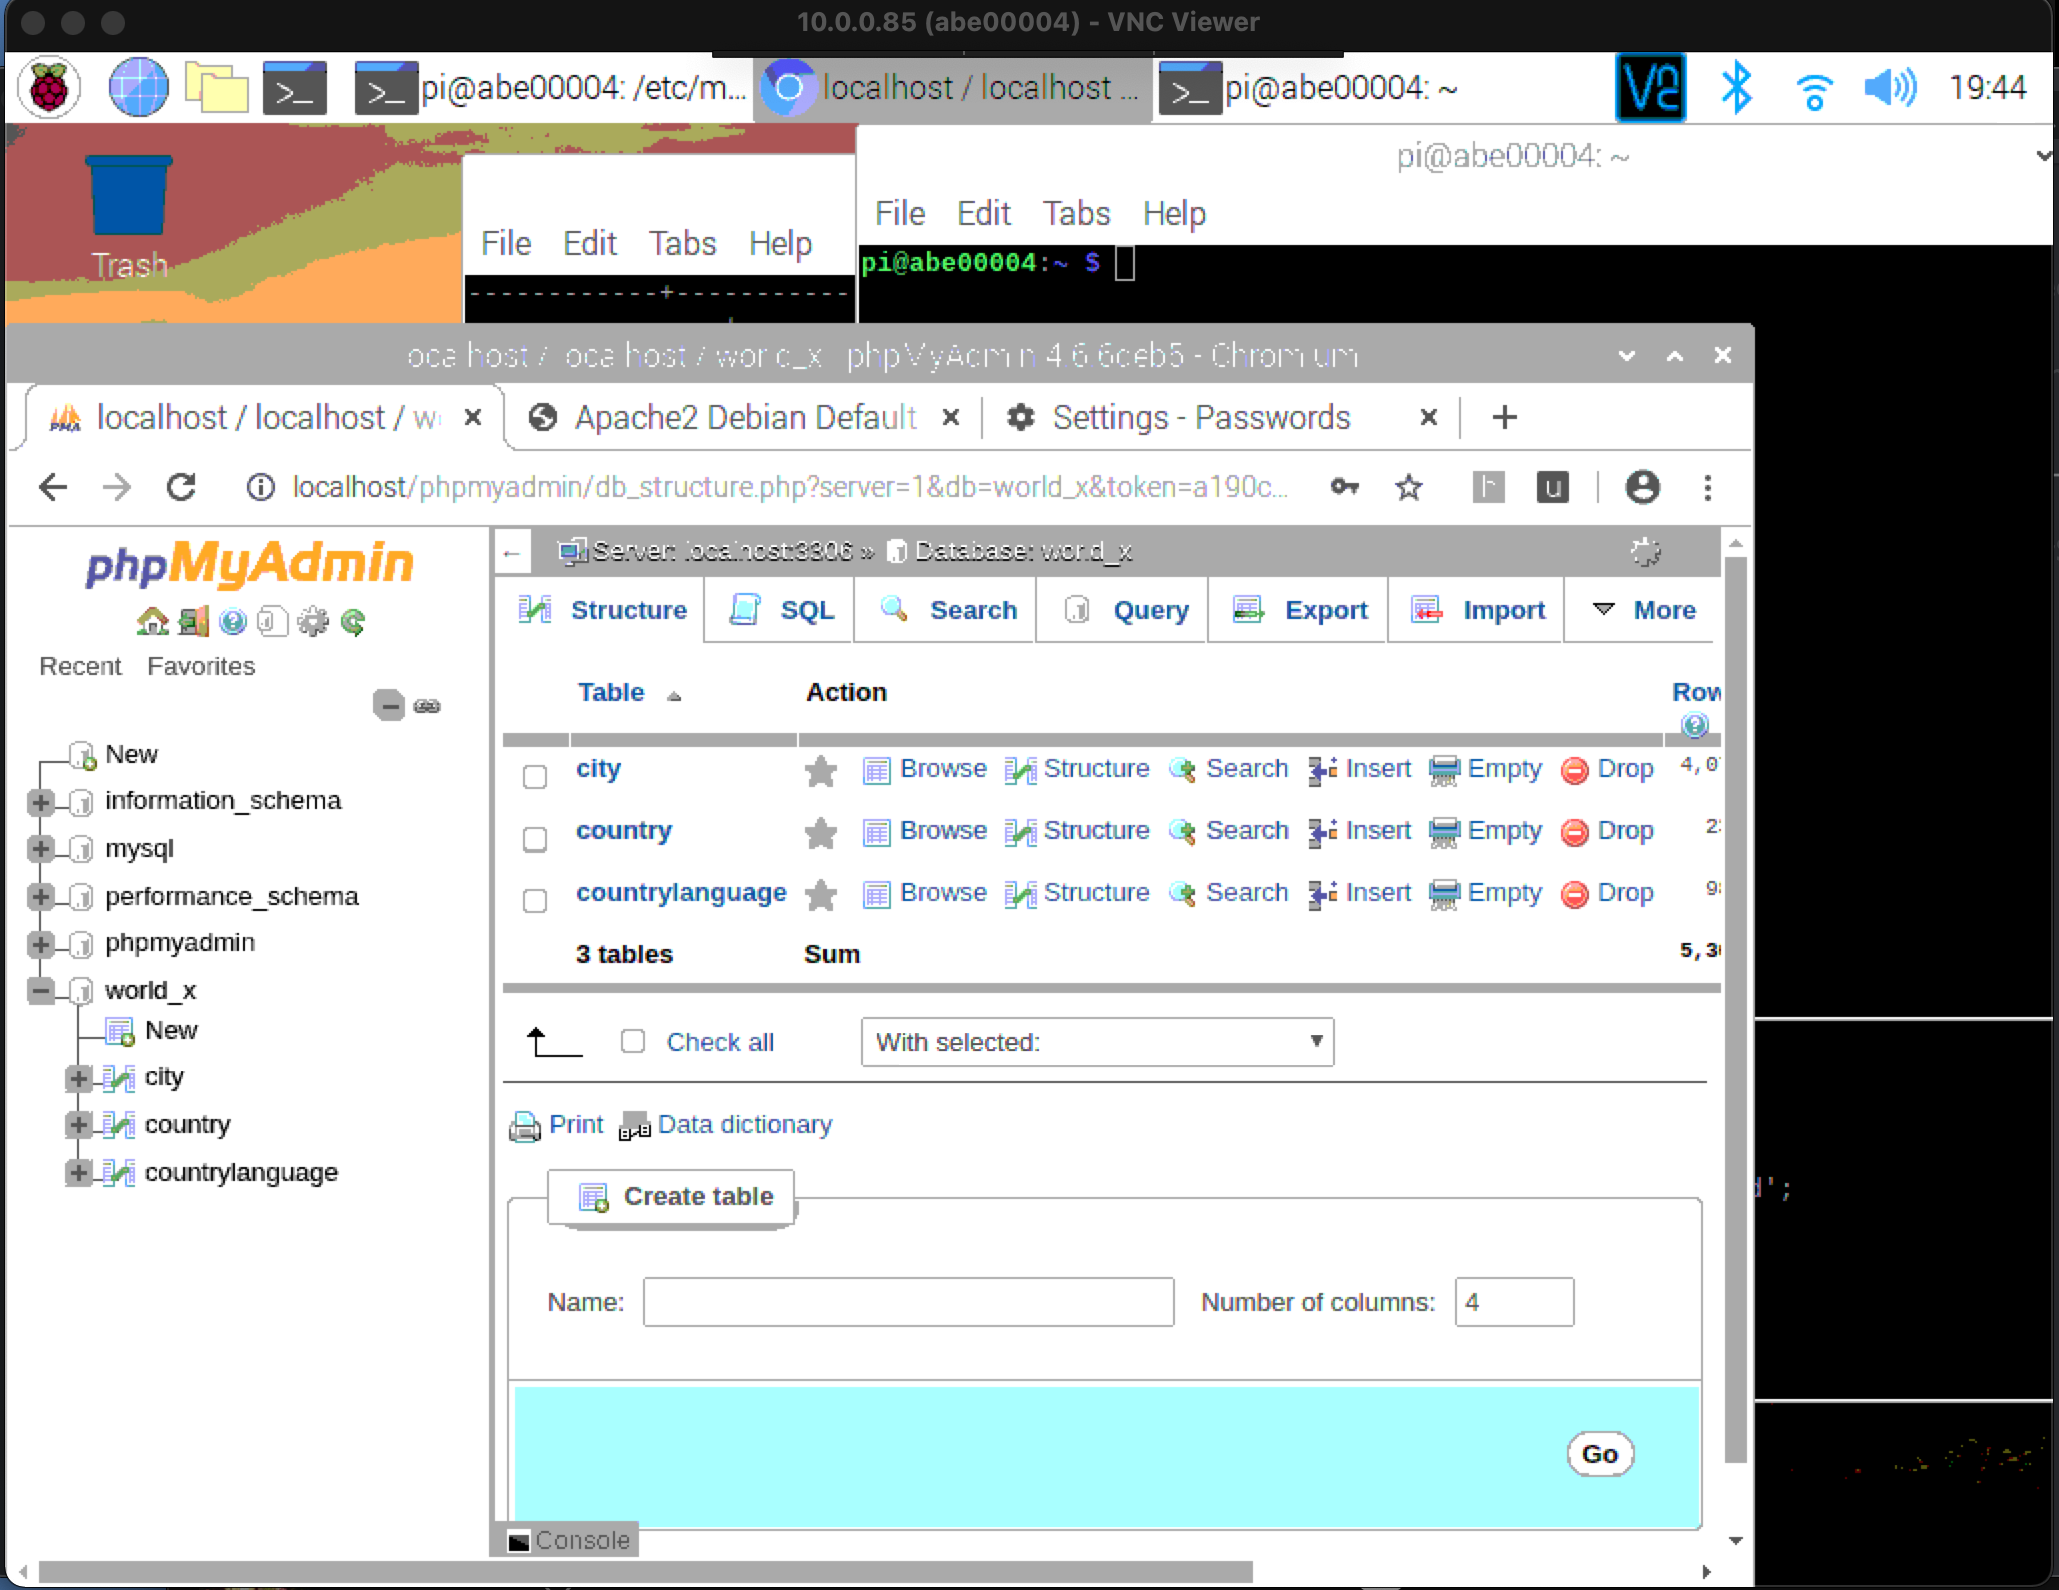 10.0.0.85 (abe00004) - VNC Viewer
pi@abe00004: /etc/m...
localhost / localhost ...
pi@abe00004: ~
19:44
Trash
pi@abe00004: ~
File Edit Tabs Help
File Edit Tabs Help
pi@abe00004:~ $
------------+-----------
localhost / localhost / world_x phpMyAdmin 4.6.6deb5 - Chromium
localhost / localhost / w
Apache2 Debian Default
Settings - Passwords
localhost/phpmyadmin/db_structure.php?server=1&db=world_x&token=a190c...
phpMyAdmin
Recent Favorites
New
information_schema
mysql
performance_schema
phpmyadmin
world_x
New
city
country
countrylanguage
Server: localhost:3306 » Database: world_x
Structure SQL Search Query Export Import More
Table Action Row
city Browse Structure Search Insert Empty Drop 4,0
country Browse Structure Search Insert Empty Drop 2
countrylanguage Browse Structure Search Insert Empty Drop 98
3 tables Sum 5,3
Check all With selected:
Print Data dictionary
Create table
Name: Number of columns: 4
Go
Console
d';